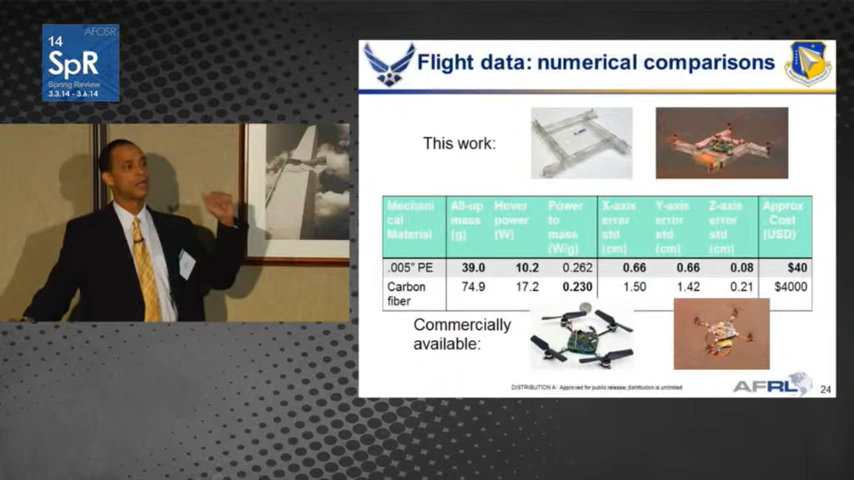 AFOSR
14
SpR
Spring Review
3.3.14 - 3.6.14
Flight data: numerical comparisons
This work:
Mechani
cal
Material
All-up
mass
(g)
Hover
power
(W)
Power
to
mass
(W/g)
X-axis
error
std
(cm)
Y-axis
error
std
(cm)
Z-axis
error
std
(cm)
Approx
. Cost
(USD)
.005" PE 39.0 10.2 0.262 0.66 0.66 0.08 $40
Carbon
fiber 74.9 17.2 0.230 1.50 1.42 0.21 $4000
Commercially
available:
DISTRIBUTION A: Approved for public release; distribution is unlimited
AFRL
24